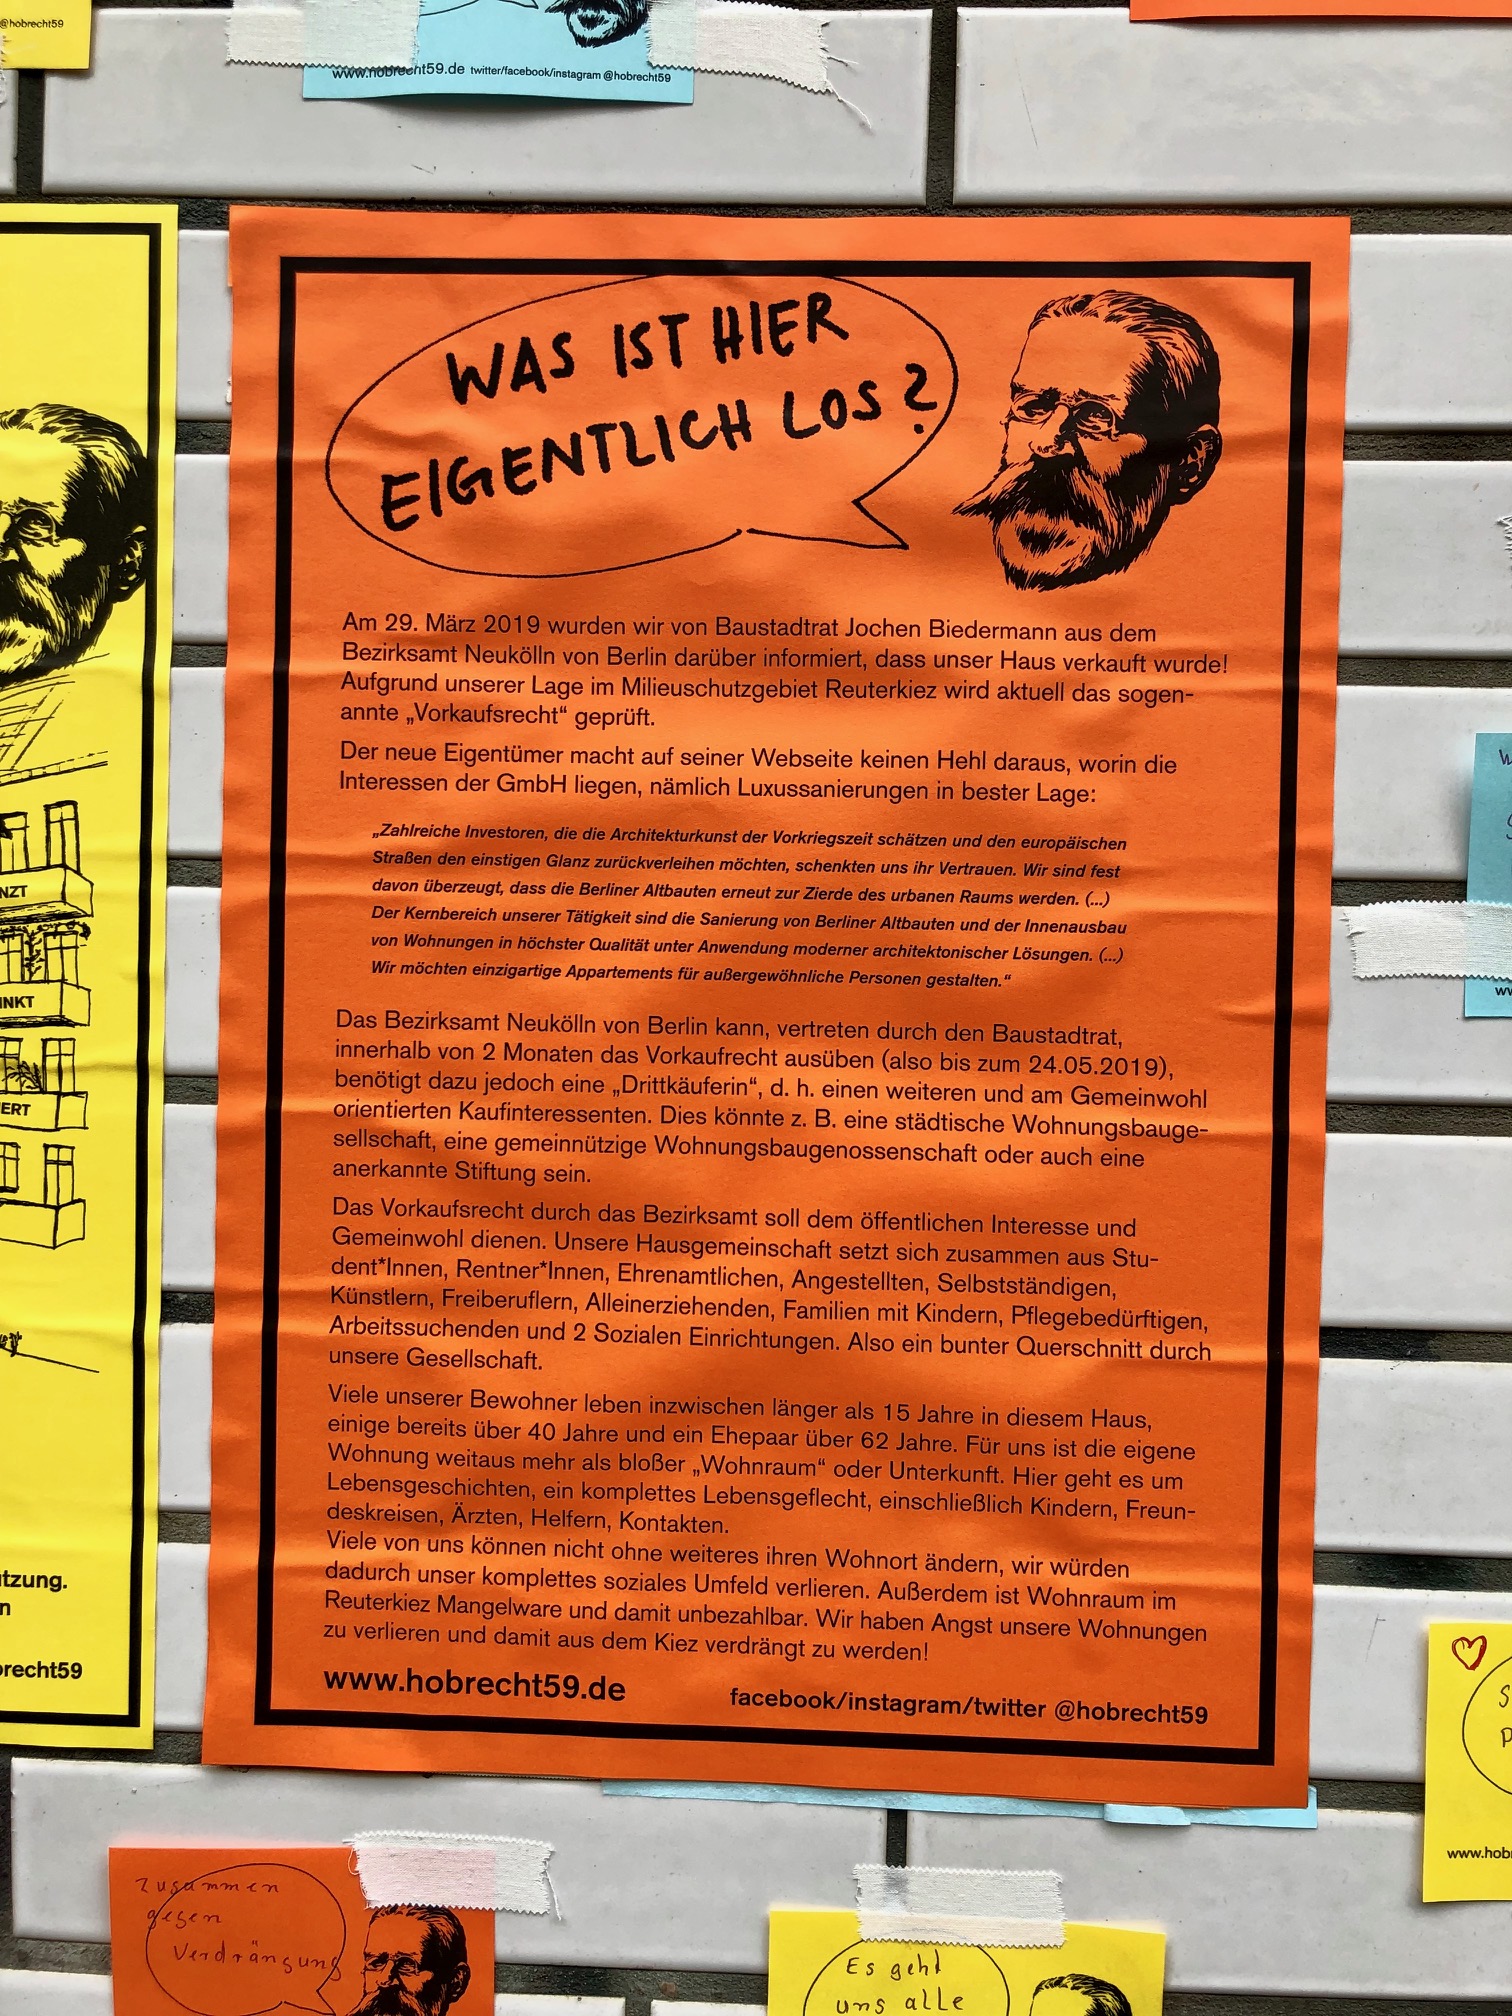 @hobrecht59
www.hobrecht59.de twitter/facebook/instagram @hobrecht59
WAS IST HIER
EIGENTLICH LOS?
Am 29. März 2019 wurden wir von Baustadtrat Jochen Biedermann aus dem
Bezirksamt Neukölln von Berlin darüber informiert, dass unser Haus verkauft wurde!
Aufgrund unserer Lage im Milieuschutzgebiet Reuterkiez wird aktuell das sogen-
annte „Vorkaufsrecht“ geprüft.
Der neue Eigentümer macht auf seiner Webseite keinen Hehl daraus, worin die
Interessen der GmbH liegen, nämlich Luxussanierungen in bester Lage:
„Zahlreiche Investoren, die die Architekturkunst der Vorkriegszeit schätzen und den europäischen
Straßen den einstigen Glanz zurückverleihen möchten, schenkten uns ihr Vertrauen. Wir sind fest
davon überzeugt, dass die Berliner Altbauten erneut zur Zierde des urbanen Raums werden. (...)
Der Kernbereich unserer Tätigkeit sind die Sanierung von Berliner Altbauten und der Innenausbau
von Wohnungen in höchster Qualität unter Anwendung moderner architektonischer Lösungen. (...)
Wir möchten einzigartige Appartements für außergewöhnliche Personen gestalten.“
Das Bezirksamt Neukölln von Berlin kann, vertreten durch den Baustadtrat,
innerhalb von 2 Monaten das Vorkaufrecht ausüben (also bis zum 24.05.2019),
benötigt dazu jedoch eine „Drittkäuferin“, d. h. einen weiteren und am Gemeinwohl
orientierten Kaufinteressenten. Dies könnte z. B. eine städtische Wohnungsbauge-
sellschaft, eine gemeinnützige Wohnungsbaugenossenschaft oder auch eine
anerkannte Stiftung sein.
Das Vorkaufsrecht durch das Bezirksamt soll dem öffentlichen Interesse und
Gemeinwohl dienen. Unsere Hausgemeinschaft setzt sich zusammen aus Stu-
dent*Innen, Rentner*Innen, Ehrenamtlichen, Angestellten, Selbstständigen,
Künstlern, Freiberuflern, Alleinerziehenden, Familien mit Kindern, Pflegebedürftigen,
Arbeitssuchenden und 2 Sozialen Einrichtungen. Also ein bunter Querschnitt durch
unsere Gesellschaft.
Viele unserer Bewohner leben inzwischen länger als 15 Jahre in diesem Haus,
einige bereits über 40 Jahre und ein Ehepaar über 62 Jahre. Für uns ist die eigene
Wohnung weitaus mehr als bloßer „Wohnraum“ oder Unterkunft. Hier geht es um
Lebensgeschichten, ein komplettes Lebensgeflecht, einschließlich Kindern, Freun-
deskreisen, Ärzten, Helfern, Kontakten.
Viele von uns können nicht ohne weiteres ihren Wohnort ändern, wir würden
dadurch unser komplettes soziales Umfeld verlieren. Außerdem ist Wohnraum im
Reuterkiez Mangelware und damit unbezahlbar. Wir haben Angst unsere Wohnungen
zu verlieren und damit aus dem Kiez verdrängt zu werden!
www.hobrecht59.de
facebook/instagram/twitter @hobrecht59
NZT
INKT
ERT
tzung.
n
brecht59
www.hob
Zusammen
gegen
Verdrängung
Es geht
uns alle